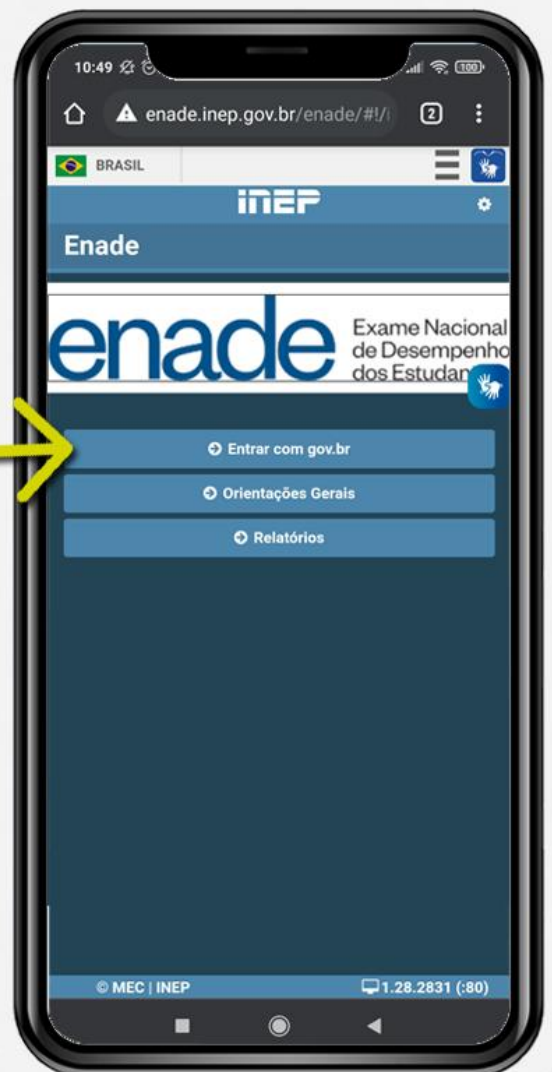 10:49
100
enade.inep.gov.br/enade/#!/i
2
BRASIL
inep
Enade
enade
Exame Nacional
de Desempenho
dos Estudan
Entrar com gov.br
Orientações Gerais
Relatórios
© MEC | INEP
1.28.2831 (:80)